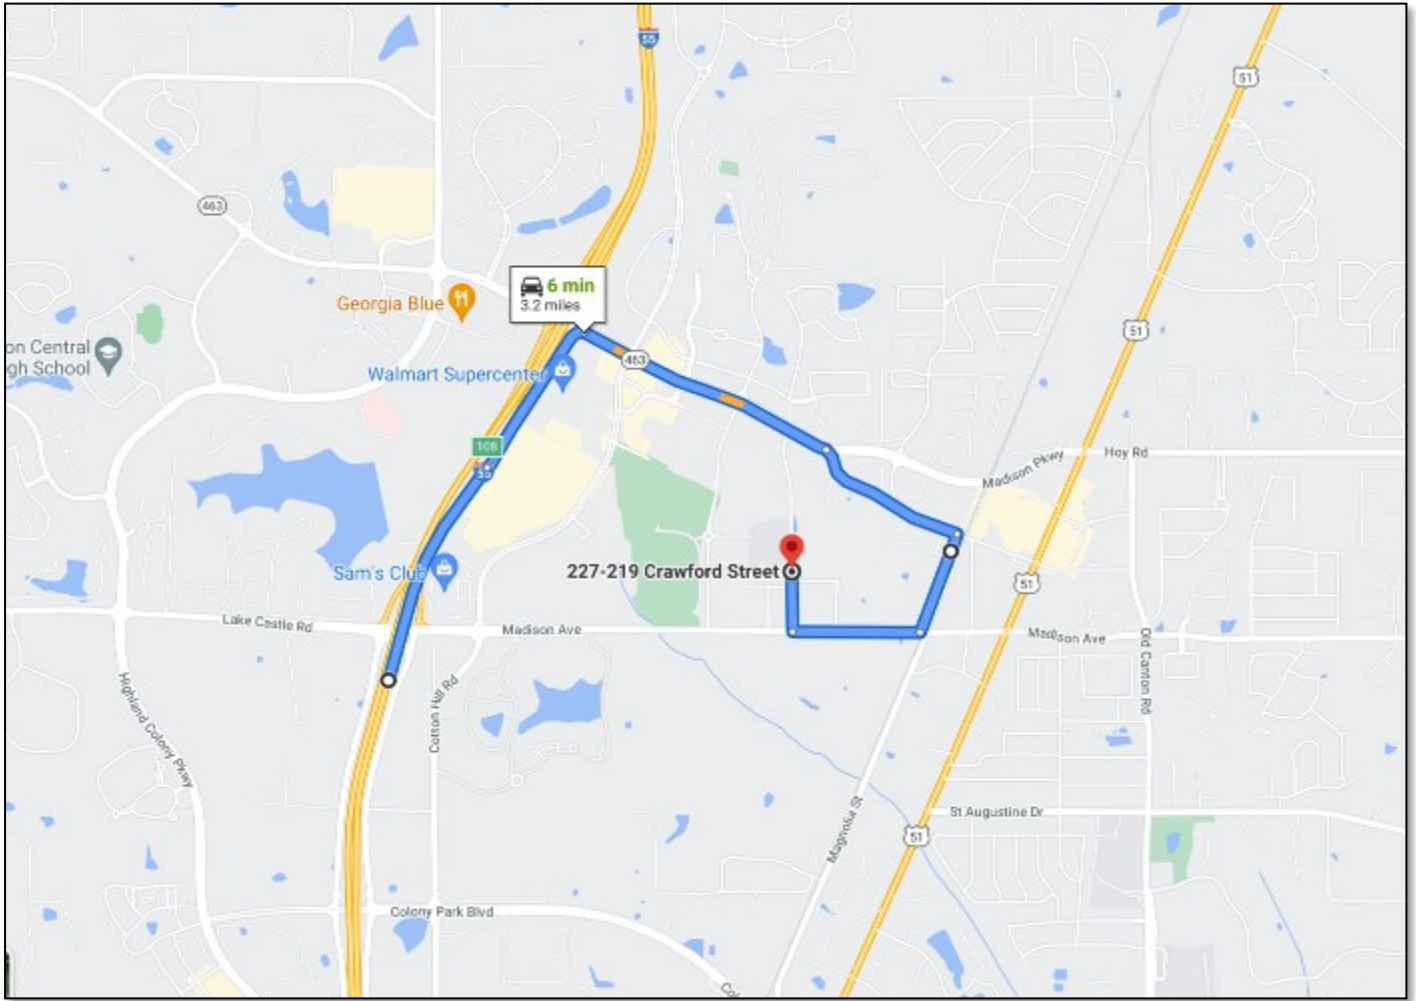 55
51
463
6 min
3.2 miles
Georgia Blue
51
on Central
gh School
463
Walmart Supercenter
108
55
Hoy Rd
Madison Pkwy
Sam's Club
227-219 Crawford Street
51
Lake Castle Rd
Madison Ave
Madison Ave
Old Canton Rd
Highland Colony Pkwy
Cotton Hill Rd
Magnolia St
St Augustine Dr
51
Colony Park Blvd
Col